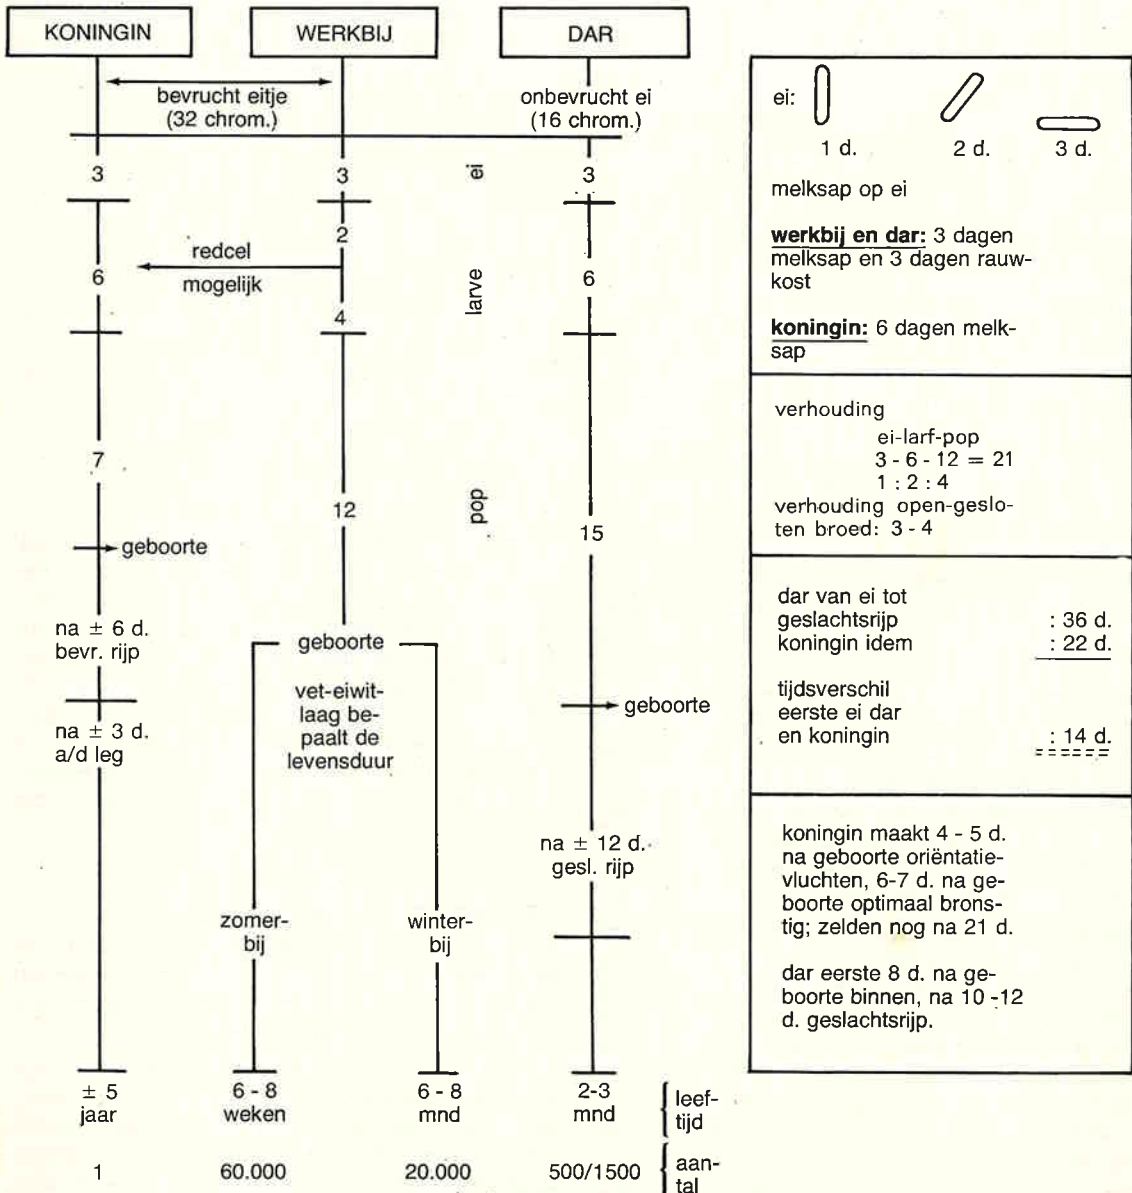 KONINGIN WERKBIJ DAR
bevrucht eitje
(32 chrom.)
onbevrucht ei
(16 chrom.)
3 3 ei 3
2
redcel
mogelijk
6 larve 6
4
7
12 pop 15
geboorte
na ± 6 d.
bevr. rijp
geboorte
vet-eiwit-
laag be-
paalt de
levensduur
geboorte
na ± 3 d.
a/d leg
na ± 12 d.
gesl. rijp
zomer-
bij
winter-
bij
± 5
jaar
6 - 8
weken
6 - 8
mnd
2-3
mnd
leef-
tijd
1 60.000 20.000 500/1500
aan-
tal
ei:
1 d. 2 d. 3 d.
melksap op ei
werkbij en dar: 3 dagen
melksap en 3 dagen rauw-
kost
koningin: 6 dagen melk-
sap
verhouding
ei-larf-pop
3 - 6 - 12 = 21
1 : 2 : 4
verhouding open-geslo-
ten broed: 3 - 4
dar van ei tot
geslachtsrijp : 36 d.
koningin idem : 22 d.
tijdsverschil
eerste ei dar
en koningin : 14 d.
koningin maakt 4 - 5 d.
na geboorte oriëntatie-
vluchten, 6-7 d. na ge-
boorte optimaal brons-
tig; zelden nog na 21 d.
dar eerste 8 d. na ge-
boorte binnen, na 10 -12
d. geslachtsrijp.